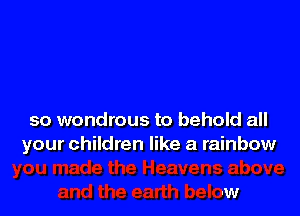 so wondrous to behold all
your children like a rainbow
you made the Heavens above
and the earth below